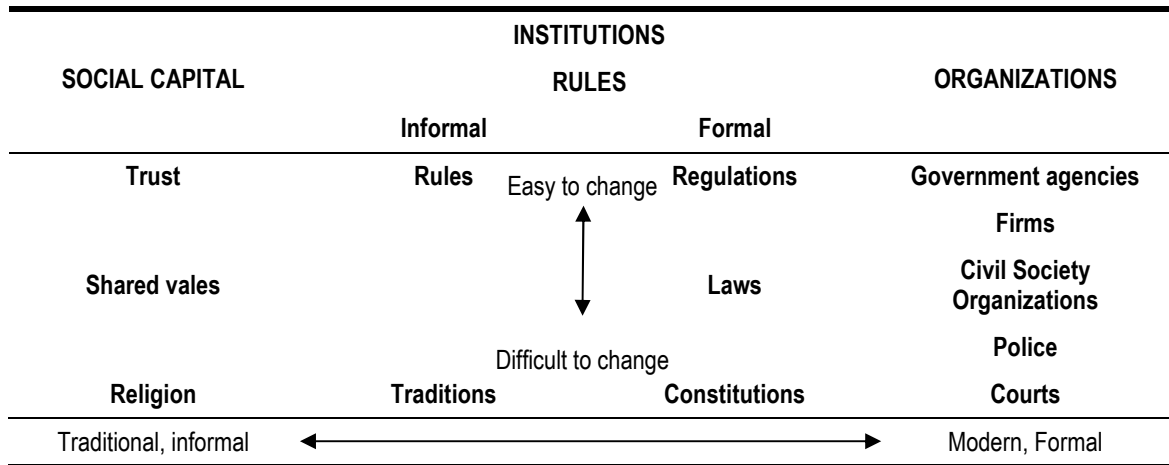 INSTITUTIONS
SOCIAL CAPITAL RULES ORGANIZATIONS
Informal Formal
Trust Rules Easy to change Regulations Government agencies
Firms
Shared vales Laws Civil Society
Organizations
Police
Difficult to change
Religion Traditions Constitutions Courts
Traditional, informal Modern, Formal